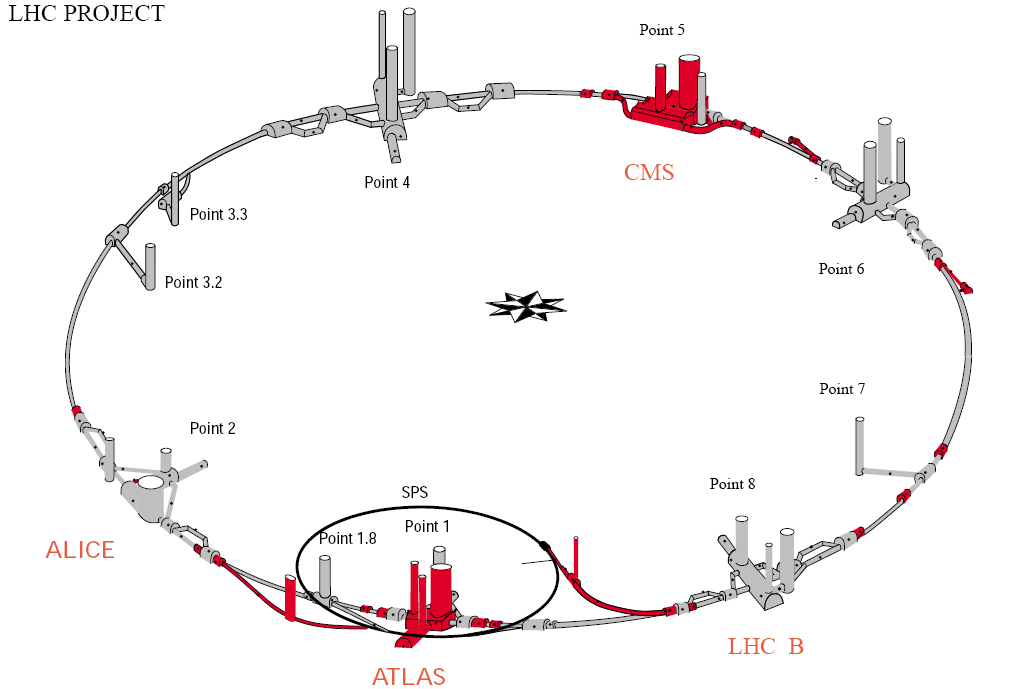 LHC PROJECT
Point 5
CMS
Point 4
Point 3.3
Point 6
Point 3.2
Point 7
Point 2
Point 8
SPS
Point 1
Point 1.8
ALICE
LHC B
ATLAS